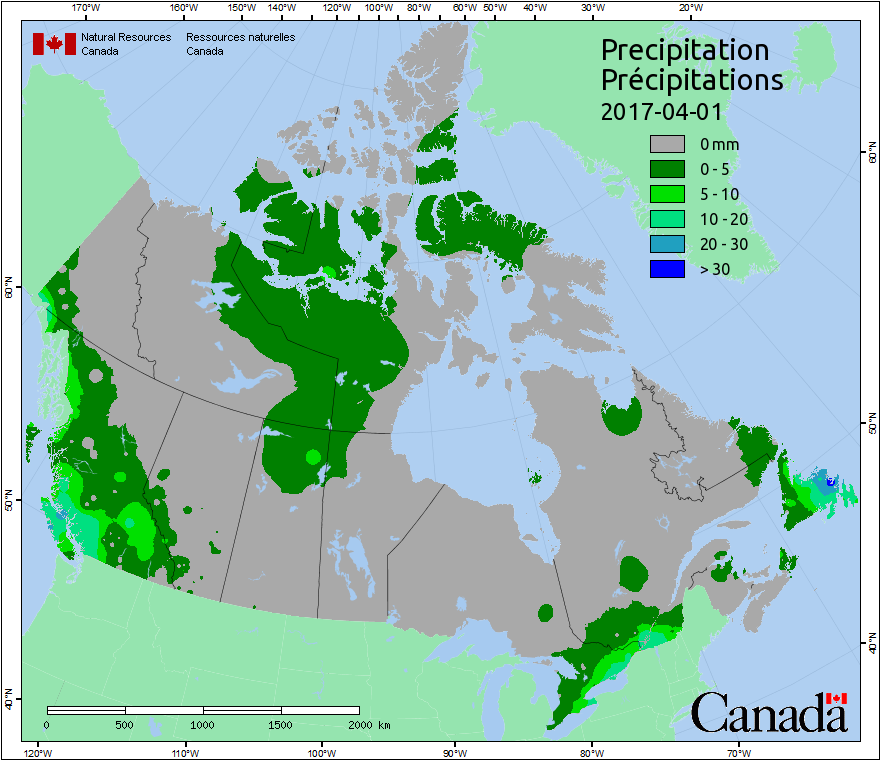 170°W 160°W 150°W 140°W 120°W 100°W 80°W 60°W 50°W 40°W 30°W 20°W
Natural Resources Ressources naturelles
Canada Canada
Precipitation
Précipitations
2017-04-01
0 mm
0 - 5
5 - 10
10 - 20
20 - 30
> 30
60°N
60°N
50°N
50°N
40°N
40°N
0 500 1000 1500 2000 km
Canada
120°W 110°W 100°W 90°W 80°W 70°W